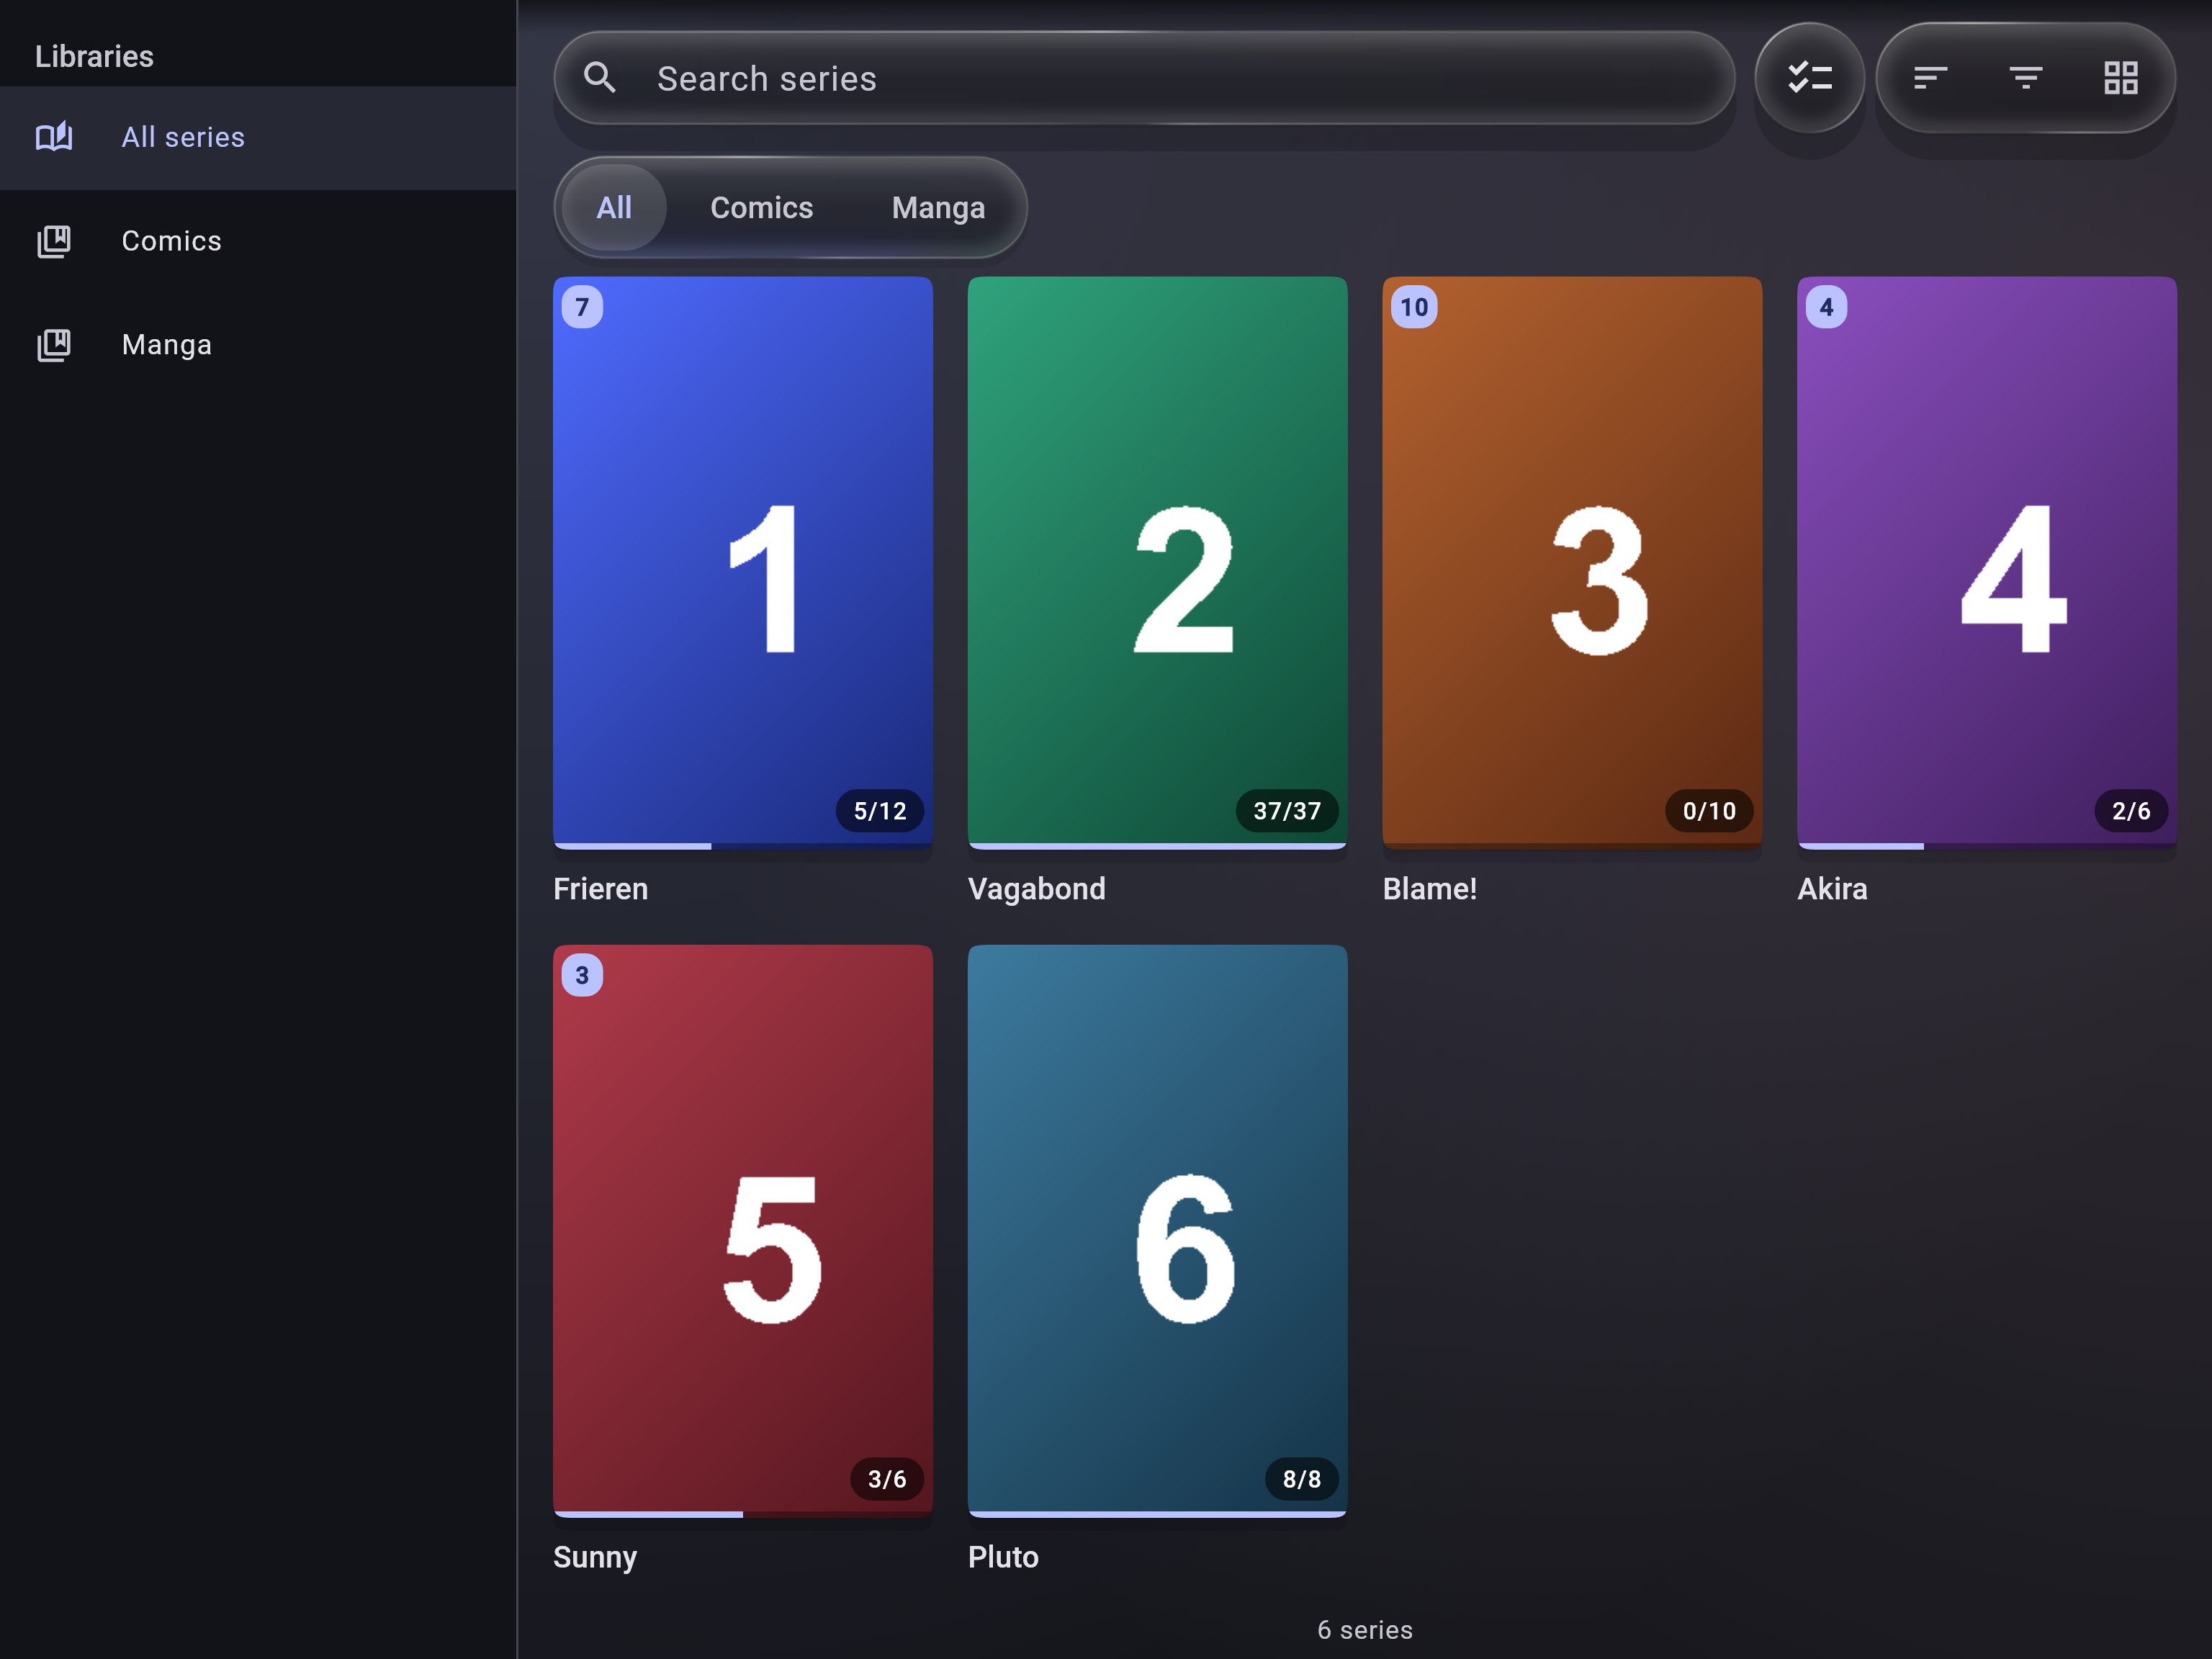 Libraries
All series
Comics
Manga
Search series
All
Comics
Manga
7
1
5/12
Frieren
2
37/37
Vagabond
10
3
0/10
Blame!
4
4
2/6
Akira
3
5
3/6
Sunny
6
8/8
Pluto
6 series